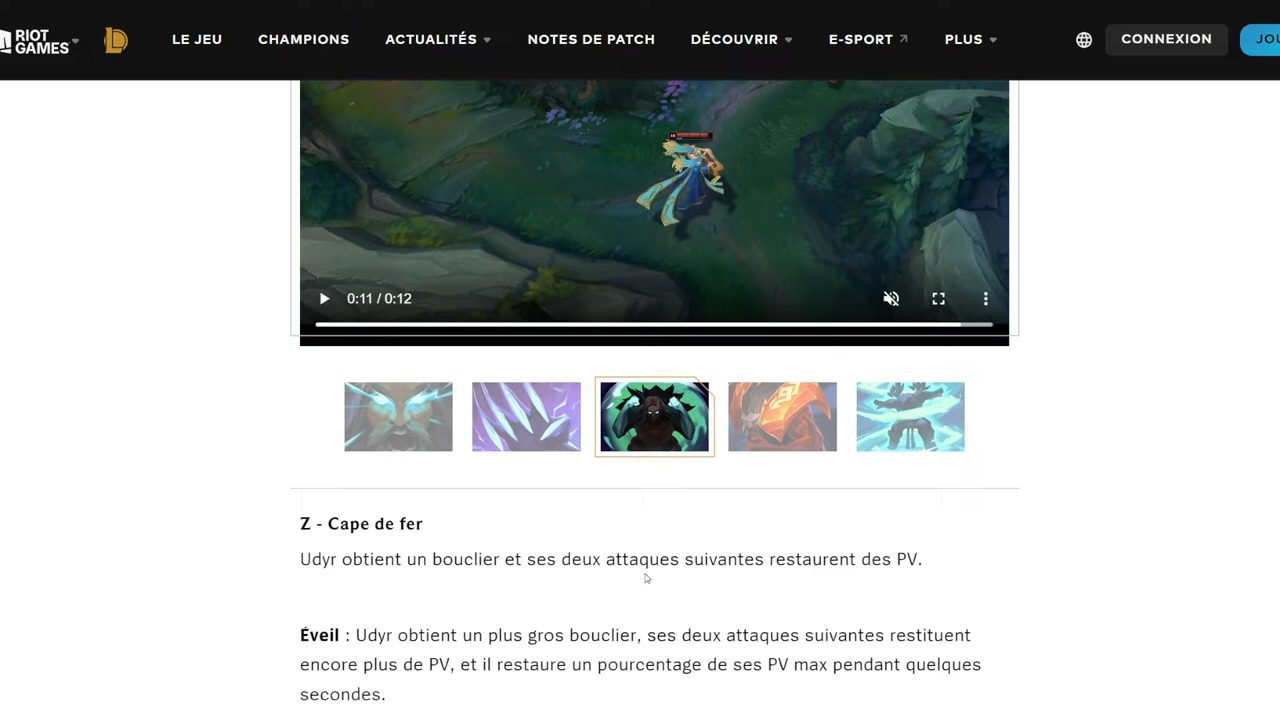 RIOT GAMES
LE JEU CHAMPIONS ACTUALITÉS NOTES DE PATCH DÉCOUVRIR E-SPORT PLUS CONNEXION JOU
0:11 / 0:12
Z - Cape de fer
Udyr obtient un bouclier et ses deux attaques suivantes restaurent des PV.
Éveil : Udyr obtient un plus gros bouclier, ses deux attaques suivantes restituent
encore plus de PV, et il restaure un pourcentage de ses PV max pendant quelques
secondes.